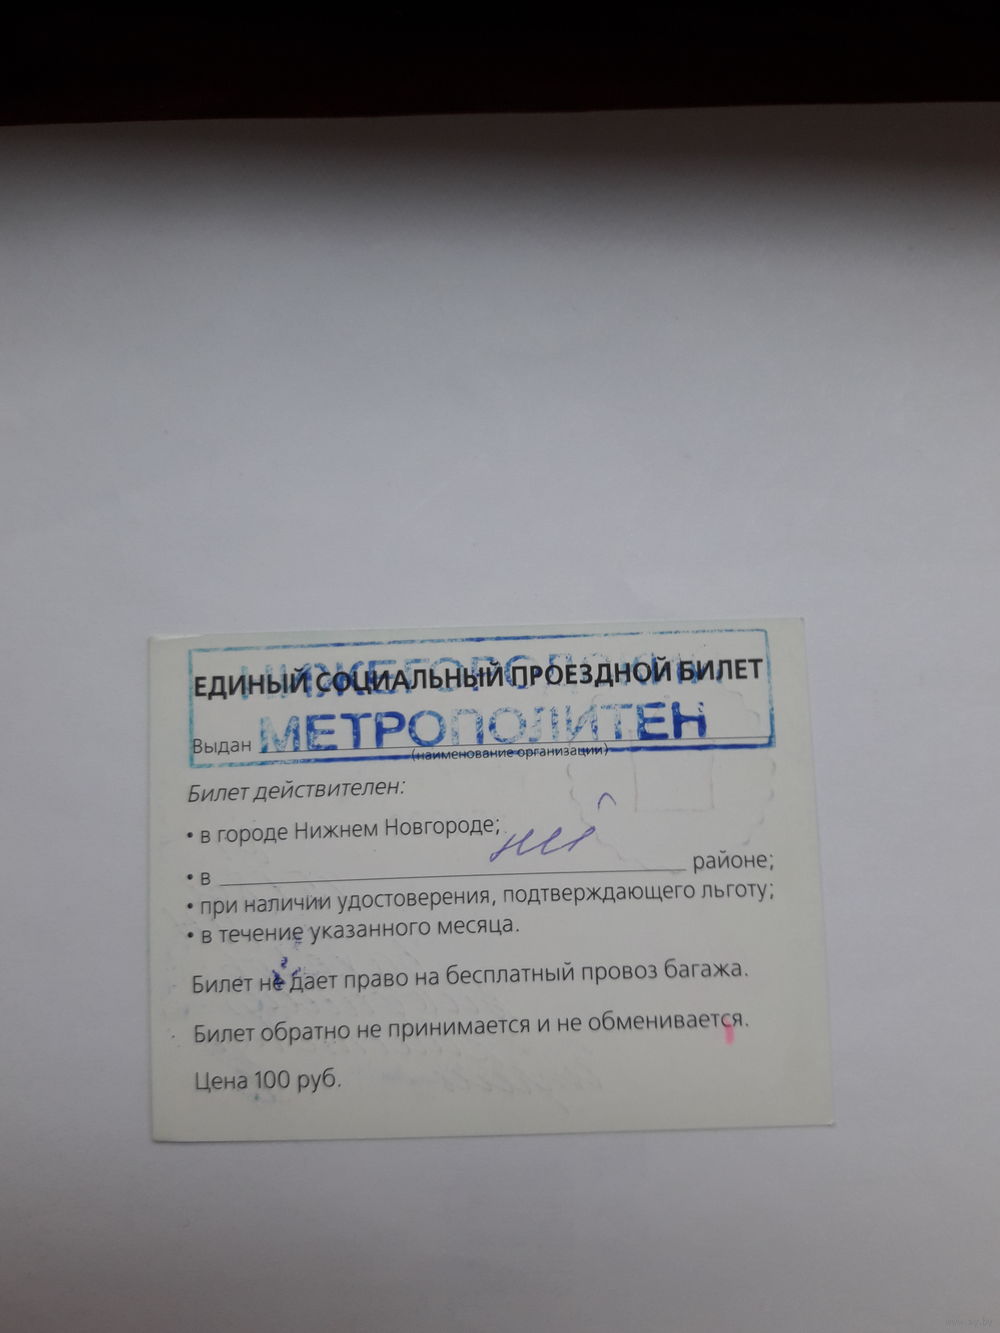 НИЖЕГОРОДСКИЙ
ЕДИНЫЙ СОЦИАЛЬНЫЙ ПРОЕЗДНОЙ БИЛЕТ
МЕТРОПОЛИТЕН
Выдан
(наименование организации)
Билет действителен:
• в городе Нижнем Новгороде;
• в районе;
• при наличии удостоверения, подтверждающего льготу;
• в течение указанного месяца.
Билет не дает право на бесплатный провоз багажа.
Билет обратно не принимается и не обменивается.
Цена 100 руб.